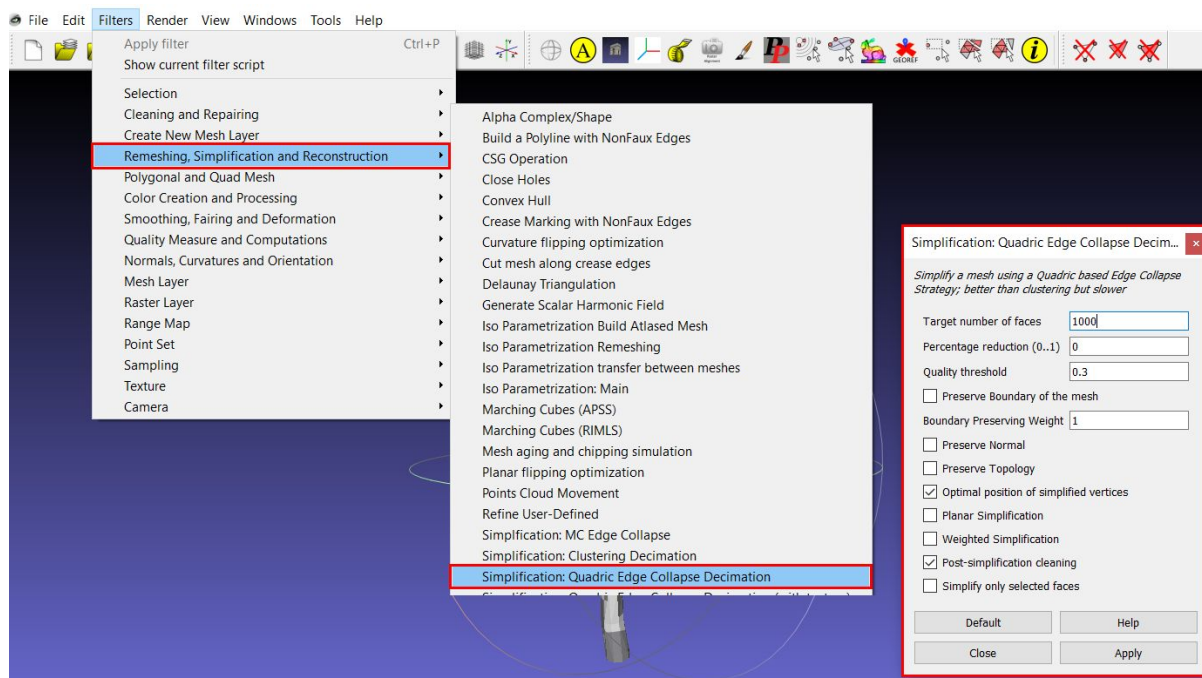 File Edit Filters Render View Windows Tools Help
A
Pp
GEOREF
i
Apply filter Ctrl+P
Show current filter script
Selection
Cleaning and Repairing
Create New Mesh Layer
Remeshing, Simplification and Reconstruction
Polygonal and Quad Mesh
Color Creation and Processing
Smoothing, Fairing and Deformation
Quality Measure and Computations
Normals, Curvatures and Orientation
Mesh Layer
Raster Layer
Range Map
Point Set
Sampling
Texture
Camera
Alpha Complex/Shape
Build a Polyline with NonFaux Edges
CSG Operation
Close Holes
Convex Hull
Crease Marking with NonFaux Edges
Curvature flipping optimization
Cut mesh along crease edges
Delaunay Triangulation
Generate Scalar Harmonic Field
Iso Parametrization Build Atlased Mesh
Iso Parametrization Remeshing
Iso Parametrization transfer between meshes
Iso Parametrization: Main
Marching Cubes (APSS)
Marching Cubes (RIMLS)
Mesh aging and chipping simulation
Planar flipping optimization
Points Cloud Movement
Refine User-Defined
Simplfication: MC Edge Collapse
Simplification: Clustering Decimation
Simplification: Quadric Edge Collapse Decimation
Simplification: Quadric Edge Collapse Decim...
Simplify a mesh using a Quadric based Edge Collapse
Strategy; better than clustering but slower
Target number of faces 1000
Percentage reduction (0..1) 0
Quality threshold 0.3
Preserve Boundary of the mesh
Boundary Preserving Weight 1
Preserve Normal
Preserve Topology
Optimal position of simplified vertices
Planar Simplification
Weighted Simplification
Post-simplification cleaning
Simplify only selected faces
Default Help
Close Apply